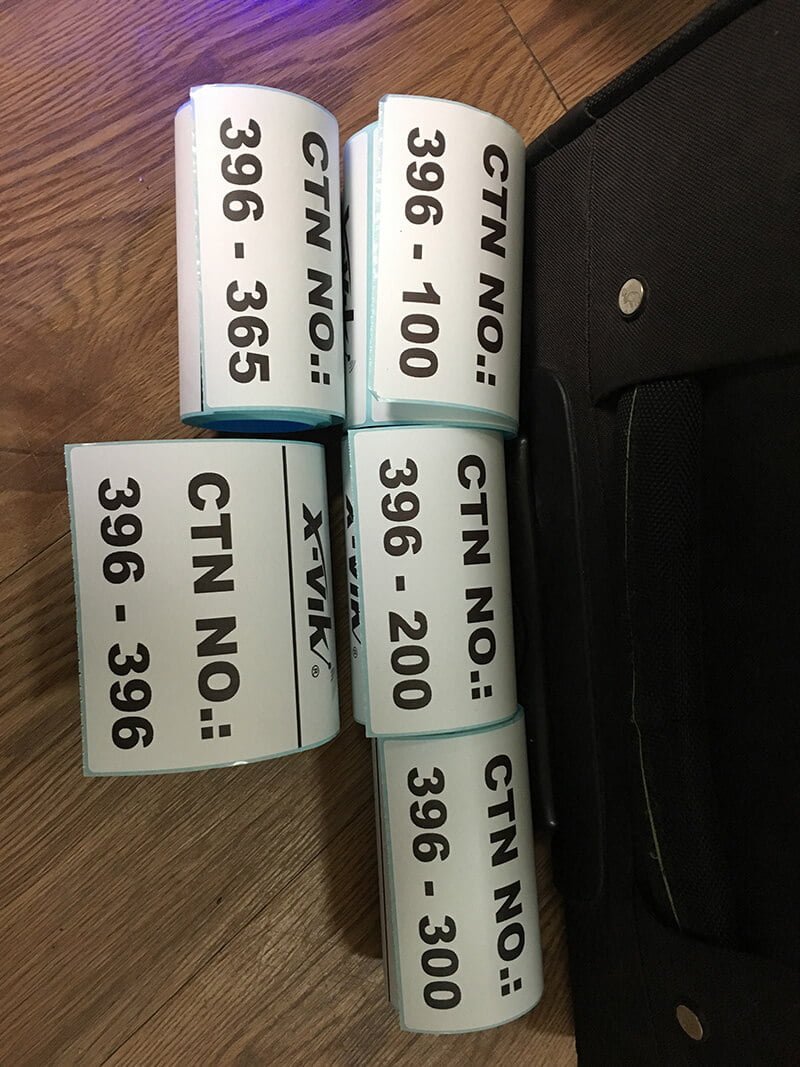 CTN NO.:
396 - 100
CTN NO.:
396 - 200
CTN NO.:
396 - 300
CTN NO.:
396 - 365
X-vik®
CTN NO.:
396 - 396